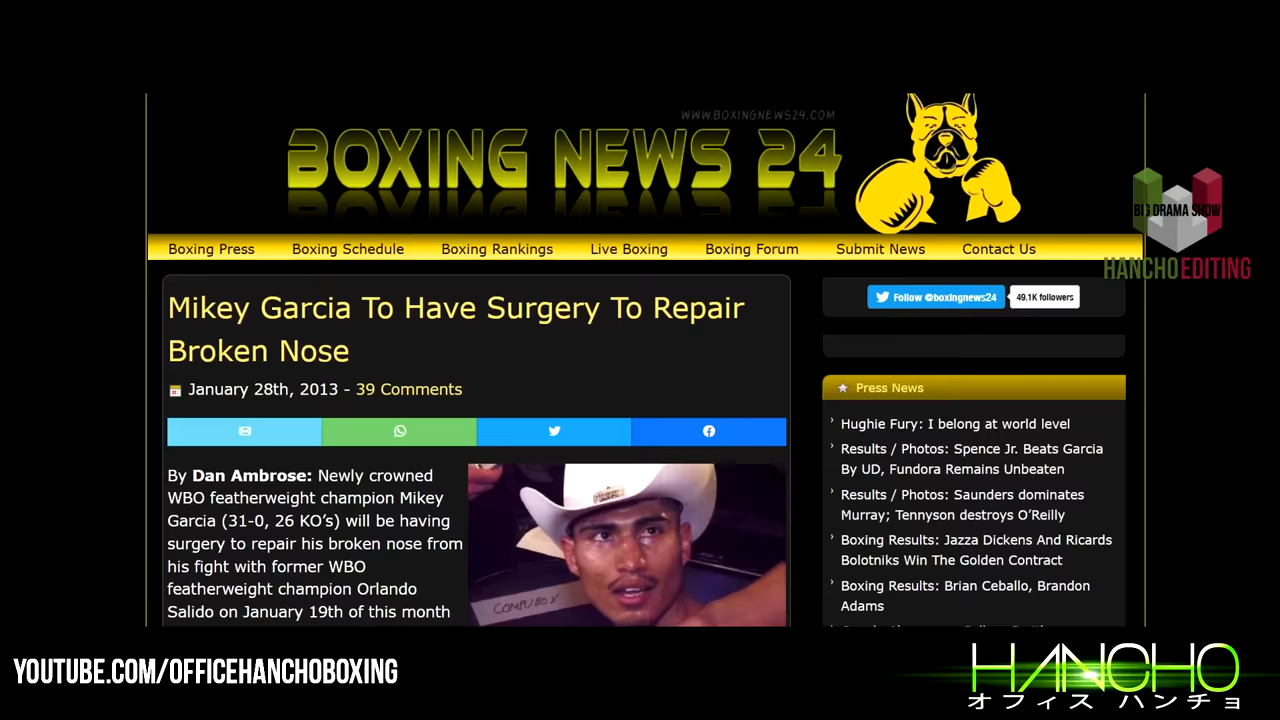 WWW.BOXINGNEWS24.COM
BOXING NEWS 24
BIG DRAMA SHOW
HANCHOEDITING
Boxing Press Boxing Schedule Boxing Rankings Live Boxing Boxing Forum Submit News Contact Us
Mikey Garcia To Have Surgery To Repair
Broken Nose
January 28th, 2013 - 39 Comments
By Dan Ambrose: Newly crowned
WBO featherweight champion Mikey
Garcia (31-0, 26 KO’s) will be having
surgery to repair his broken nose from
his fight with former WBO
featherweight champion Orlando
Salido on January 19th of this month
COMPUBOX
Follow @boxingnews24 49.1K followers
Press News
Hughie Fury: I belong at world level
Results / Photos: Spence Jr. Beats Garcia
By UD, Fundora Remains Unbeaten
Results / Photos: Saunders dominates
Murray; Tennyson destroys O’Reilly
Boxing Results: Jazza Dickens And Ricards
Bolotniks Win The Golden Contract
Boxing Results: Brian Ceballo, Brandon
Adams
YOUTUBE.COM/OFFICEHANCHOBOXING
HANCHO
オフィス ハンチョ